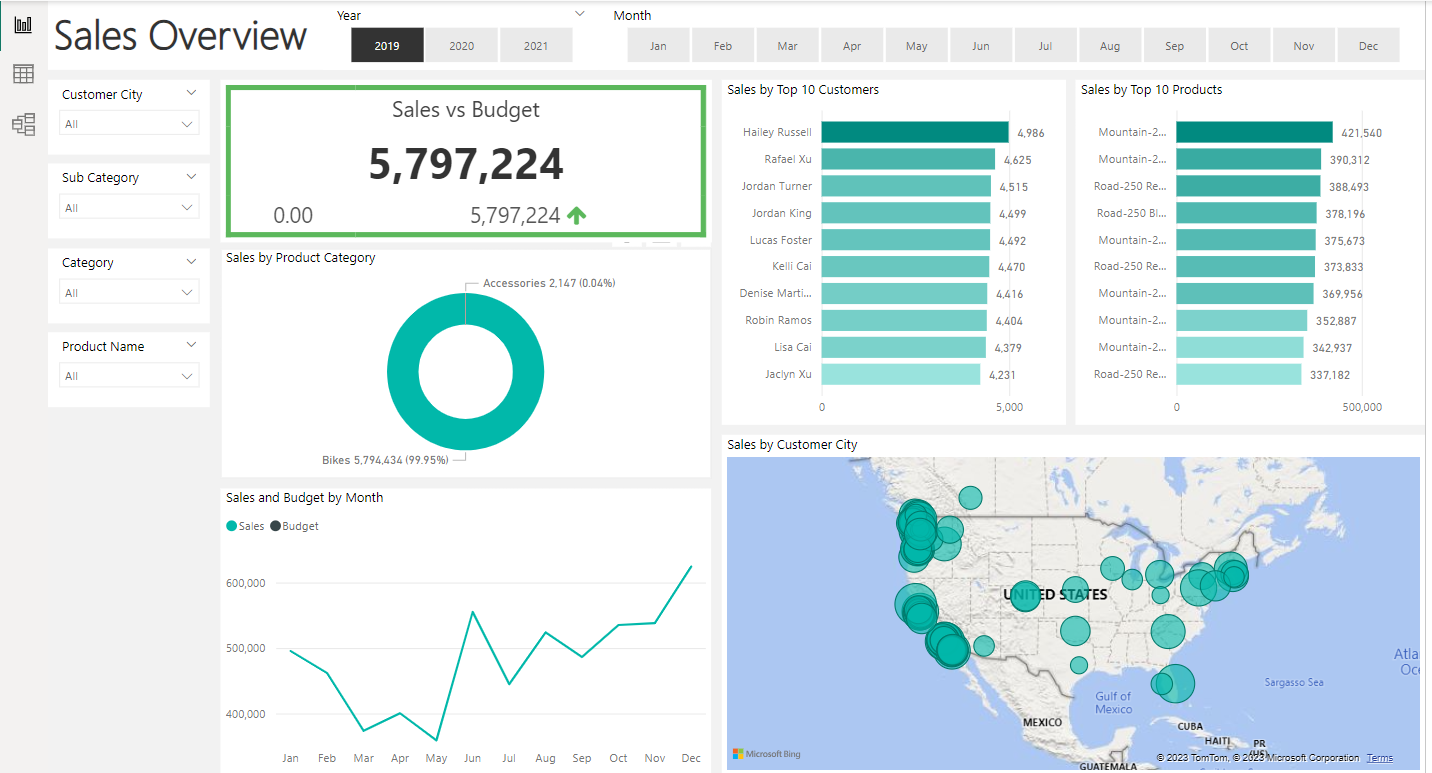 Sales Overview
Year
2019
2020
2021
Month
Jan
Feb
Mar
Apr
May
Jun
Jul
Aug
Sep
Oct
Nov
Dec
Customer City
All
Sub Category
All
Category
All
Product Name
All
Sales vs Budget
5,797,224
0.00
5,797,224
Sales by Product Category
Accessories 2,147 (0.04%)
Bikes 5,794,434 (99.95%)
Sales and Budget by Month
Sales
Budget
600,000
500,000
400,000
Jan
Feb
Mar
Apr
May
Jun
Jul
Aug
Sep
Oct
Nov
Dec
Sales by Top 10 Customers
Hailey Russell 4,986
Rafael Xu 4,625
Jordan Turner 4,515
Jordan King 4,499
Lucas Foster 4,492
Kelli Cai 4,470
Denise Marti... 4,416
Robin Ramos 4,404
Lisa Cai 4,379
Jaclyn Xu 4,231
0
5,000
Sales by Top 10 Products
Mountain-2... 421,540
Mountain-2... 390,312
Road-250 Re... 388,493
Road-250 Bl... 378,196
Mountain-2... 375,673
Road-250 Re... 373,833
Mountain-2... 369,956
Mountain-2... 352,887
Mountain-2... 342,937
Road-250 Re... 337,182
0
500,000
Sales by Customer City
UNITED STATES
Atla
Oc
Sargasso Sea
Gulf of
Mexico
MEXICO
CUBA
HAITI
PR
(US)
GUATEMALA
Microsoft Bing
© 2023 TomTom, © 2023 Microsoft Corporation Terms